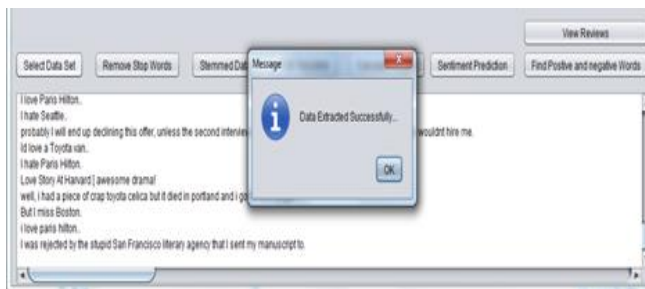 View Reviews
Select Data Set Remove Stop Words Stemmed Dat Sentiment Prediction Find Postive and negative Words
Message
Data Extracted Successfully...
OK
I love Paris Hilton..
I hate Seattle..
probably I will end up declining this offer, unless the second interview wouldnt hire me.
Id love a Toyota van..
I hate Paris Hilton.
Love Story At Harvard [ awesome drama!
well, i had a piece of crap toyota celica but it died in portland and i go
But I miss Boston.
i love paris hilton..
I was rejected by the stupid San Francisco literary agency that I sent my manuscript to.